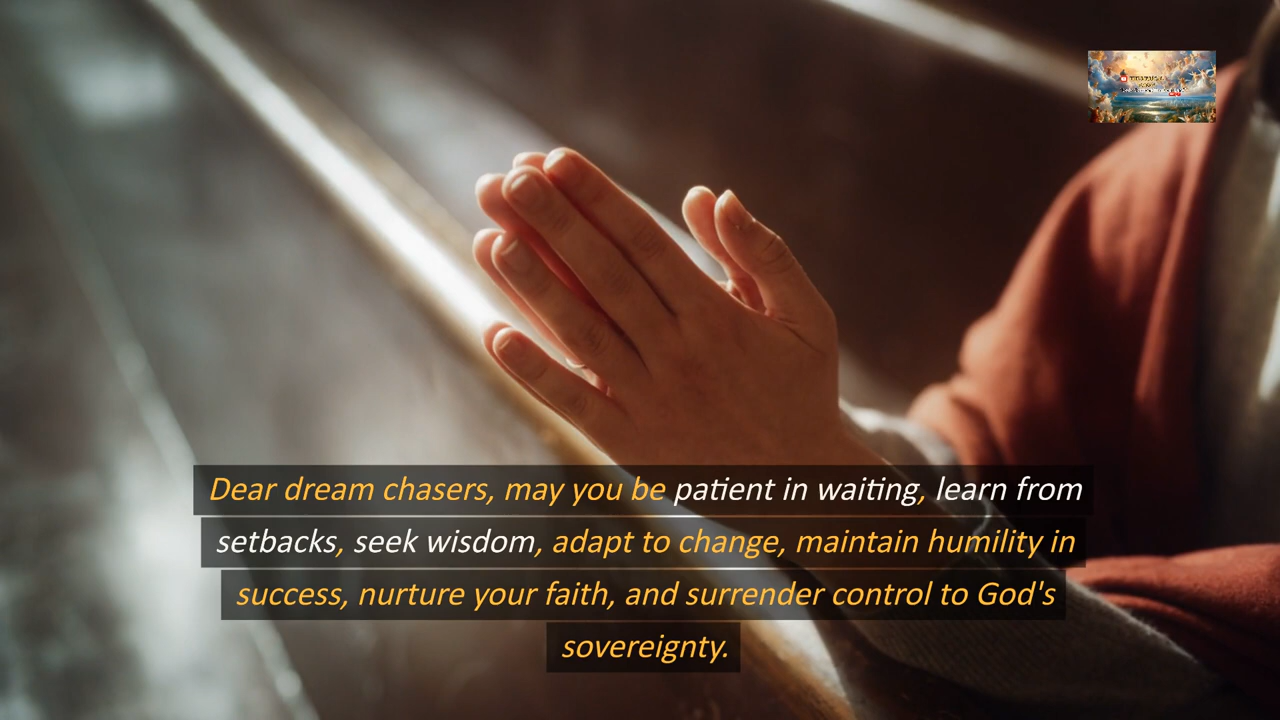 Dear dream chasers, may you be patient in waiting, learn from
setbacks, seek wisdom, adapt to change, maintain humility in
success, nurture your faith, and surrender control to God's
sovereignty.